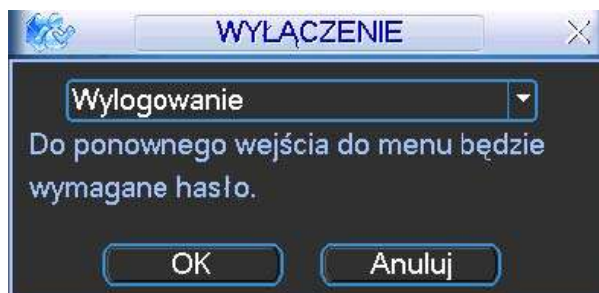 WYŁĄCZENIE
Wylogowanie
Do ponownego wejścia do menu będzie
wymagane hasło.
OK
Anuluj